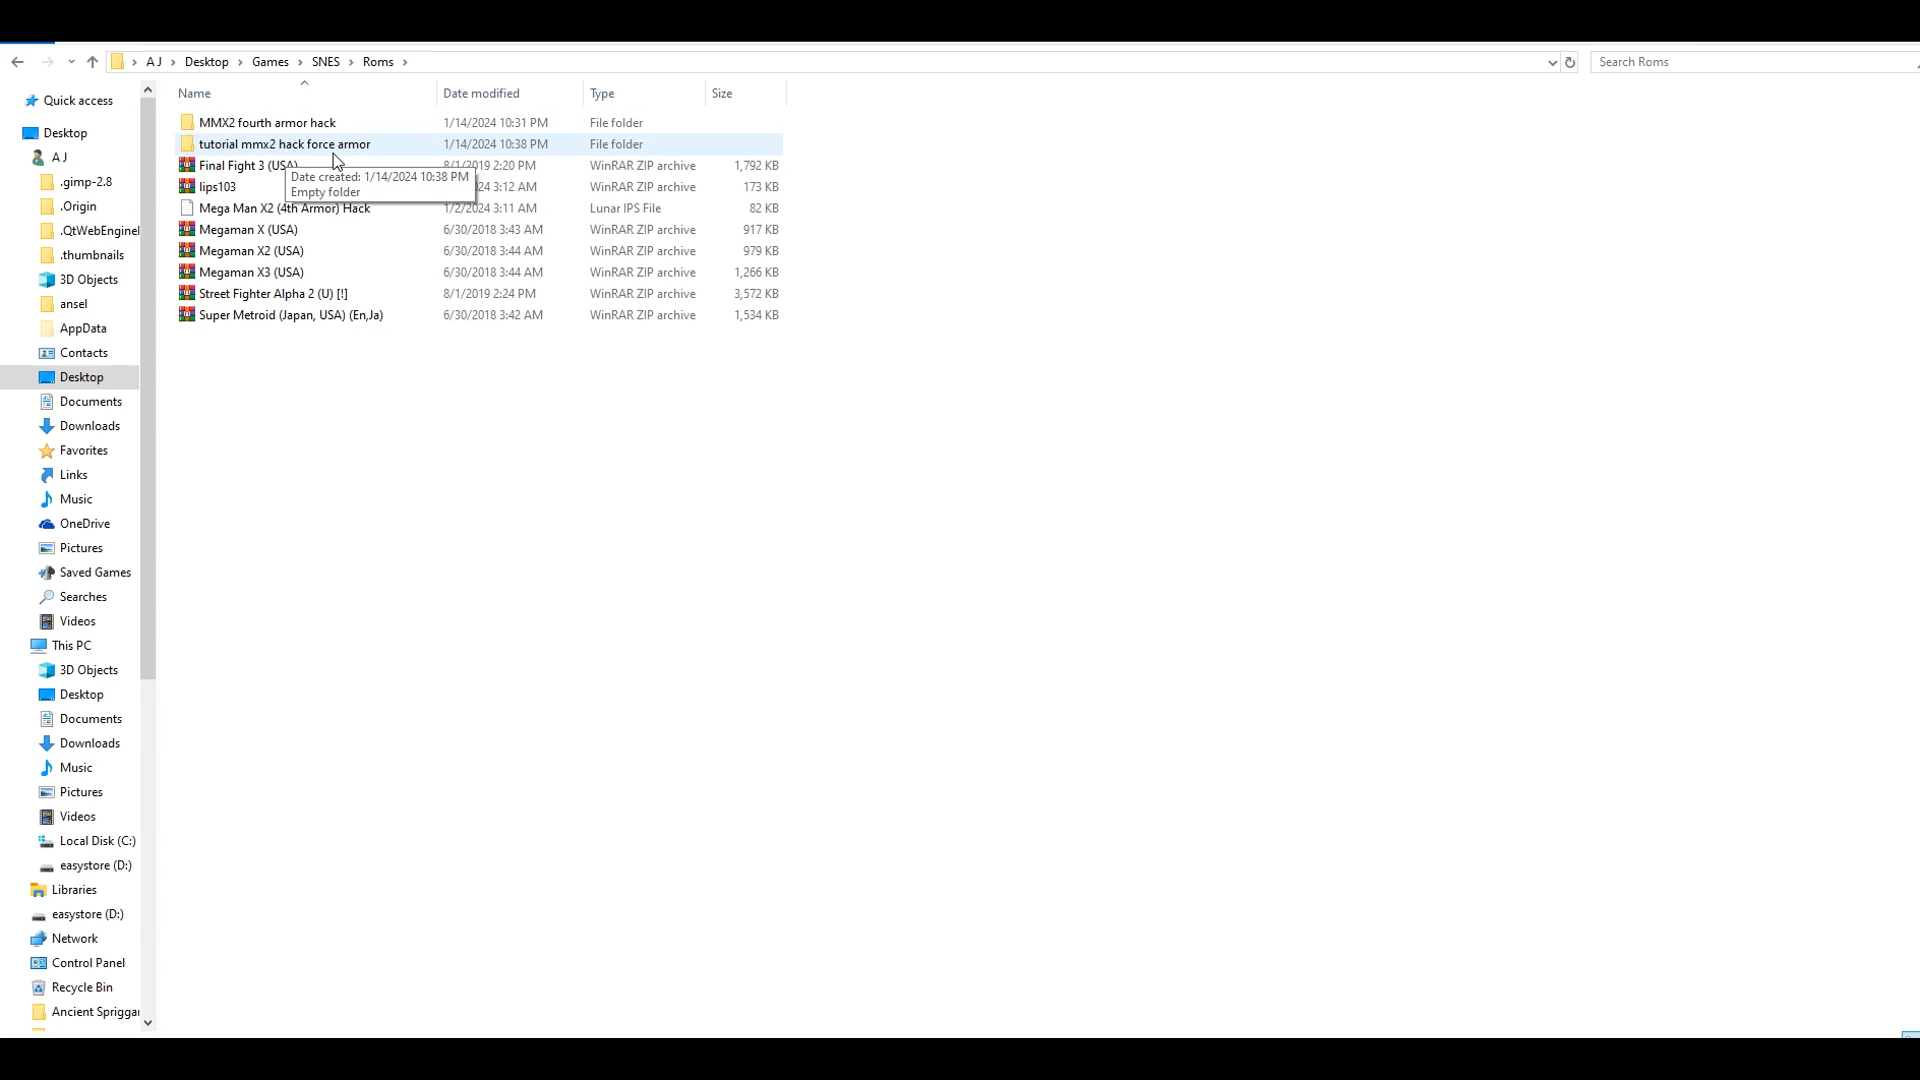 A J > Desktop > Games > SNES > Roms >
Search Roms
Name Date modified Type Size
MMX2 fourth armor hack 1/14/2024 10:31 PM File folder
tutorial mmx2 hack force armor 1/14/2024 10:38 PM File folder
Final Fight 3 (USA) 8/1/2019 2:20 PM WinRAR ZIP archive 1,792 KB
Date created: 1/14/2024 10:38 PM
Empty folder
lips103 24 3:12 AM WinRAR ZIP archive 173 KB
Mega Man X2 (4th Armor) Hack 1/2/2024 3:11 AM Lunar IPS File 82 KB
Megaman X (USA) 6/30/2018 3:43 AM WinRAR ZIP archive 917 KB
Megaman X2 (USA) 6/30/2018 3:44 AM WinRAR ZIP archive 979 KB
Megaman X3 (USA) 6/30/2018 3:44 AM WinRAR ZIP archive 1,266 KB
Street Fighter Alpha 2 (U) [!] 8/1/2019 2:24 PM WinRAR ZIP archive 3,572 KB
Super Metroid (Japan, USA) (En,Ja) 6/30/2018 3:42 AM WinRAR ZIP archive 1,534 KB
Quick access
Desktop
A J
.gimp-2.8
.Origin
.QtWebEngine
.thumbnails
3D Objects
ansel
AppData
Contacts
Desktop
Documents
Downloads
Favorites
Links
Music
OneDrive
Pictures
Saved Games
Searches
Videos
This PC
3D Objects
Desktop
Documents
Downloads
Music
Pictures
Videos
Local Disk (C:)
easystore (D:)
Libraries
easystore (D:)
Network
Control Panel
Recycle Bin
Ancient Spriggan